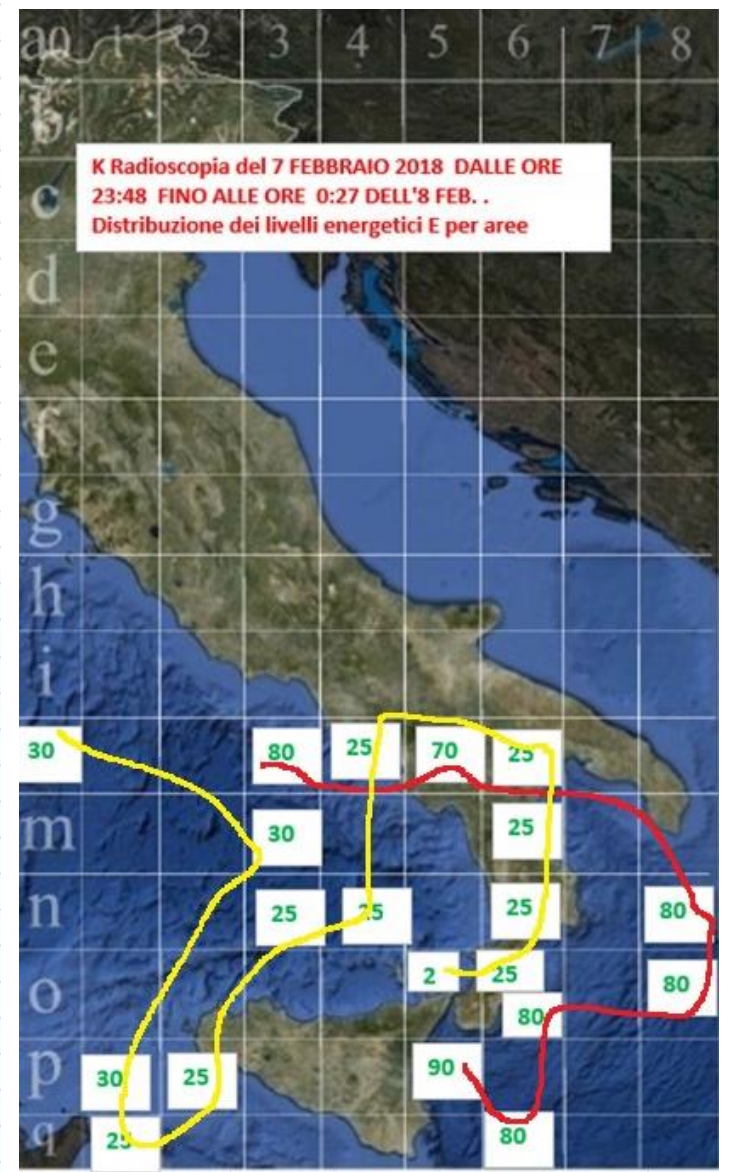 a0 1 2 3 4 5 6 7 8
b
K Radioscopia del 7 FEBBRAIO 2018 DALLE ORE
23:48 FINO ALLE ORE 0:27 DELL'8 FEB. .
Distribuzione dei livelli energetici E per aree
c
d
e
f
g
h
i
30 80 25 70 25
m 30 25
n 25 25 25 80
o 2 25 80
80
p 30 25 90
q 25 80